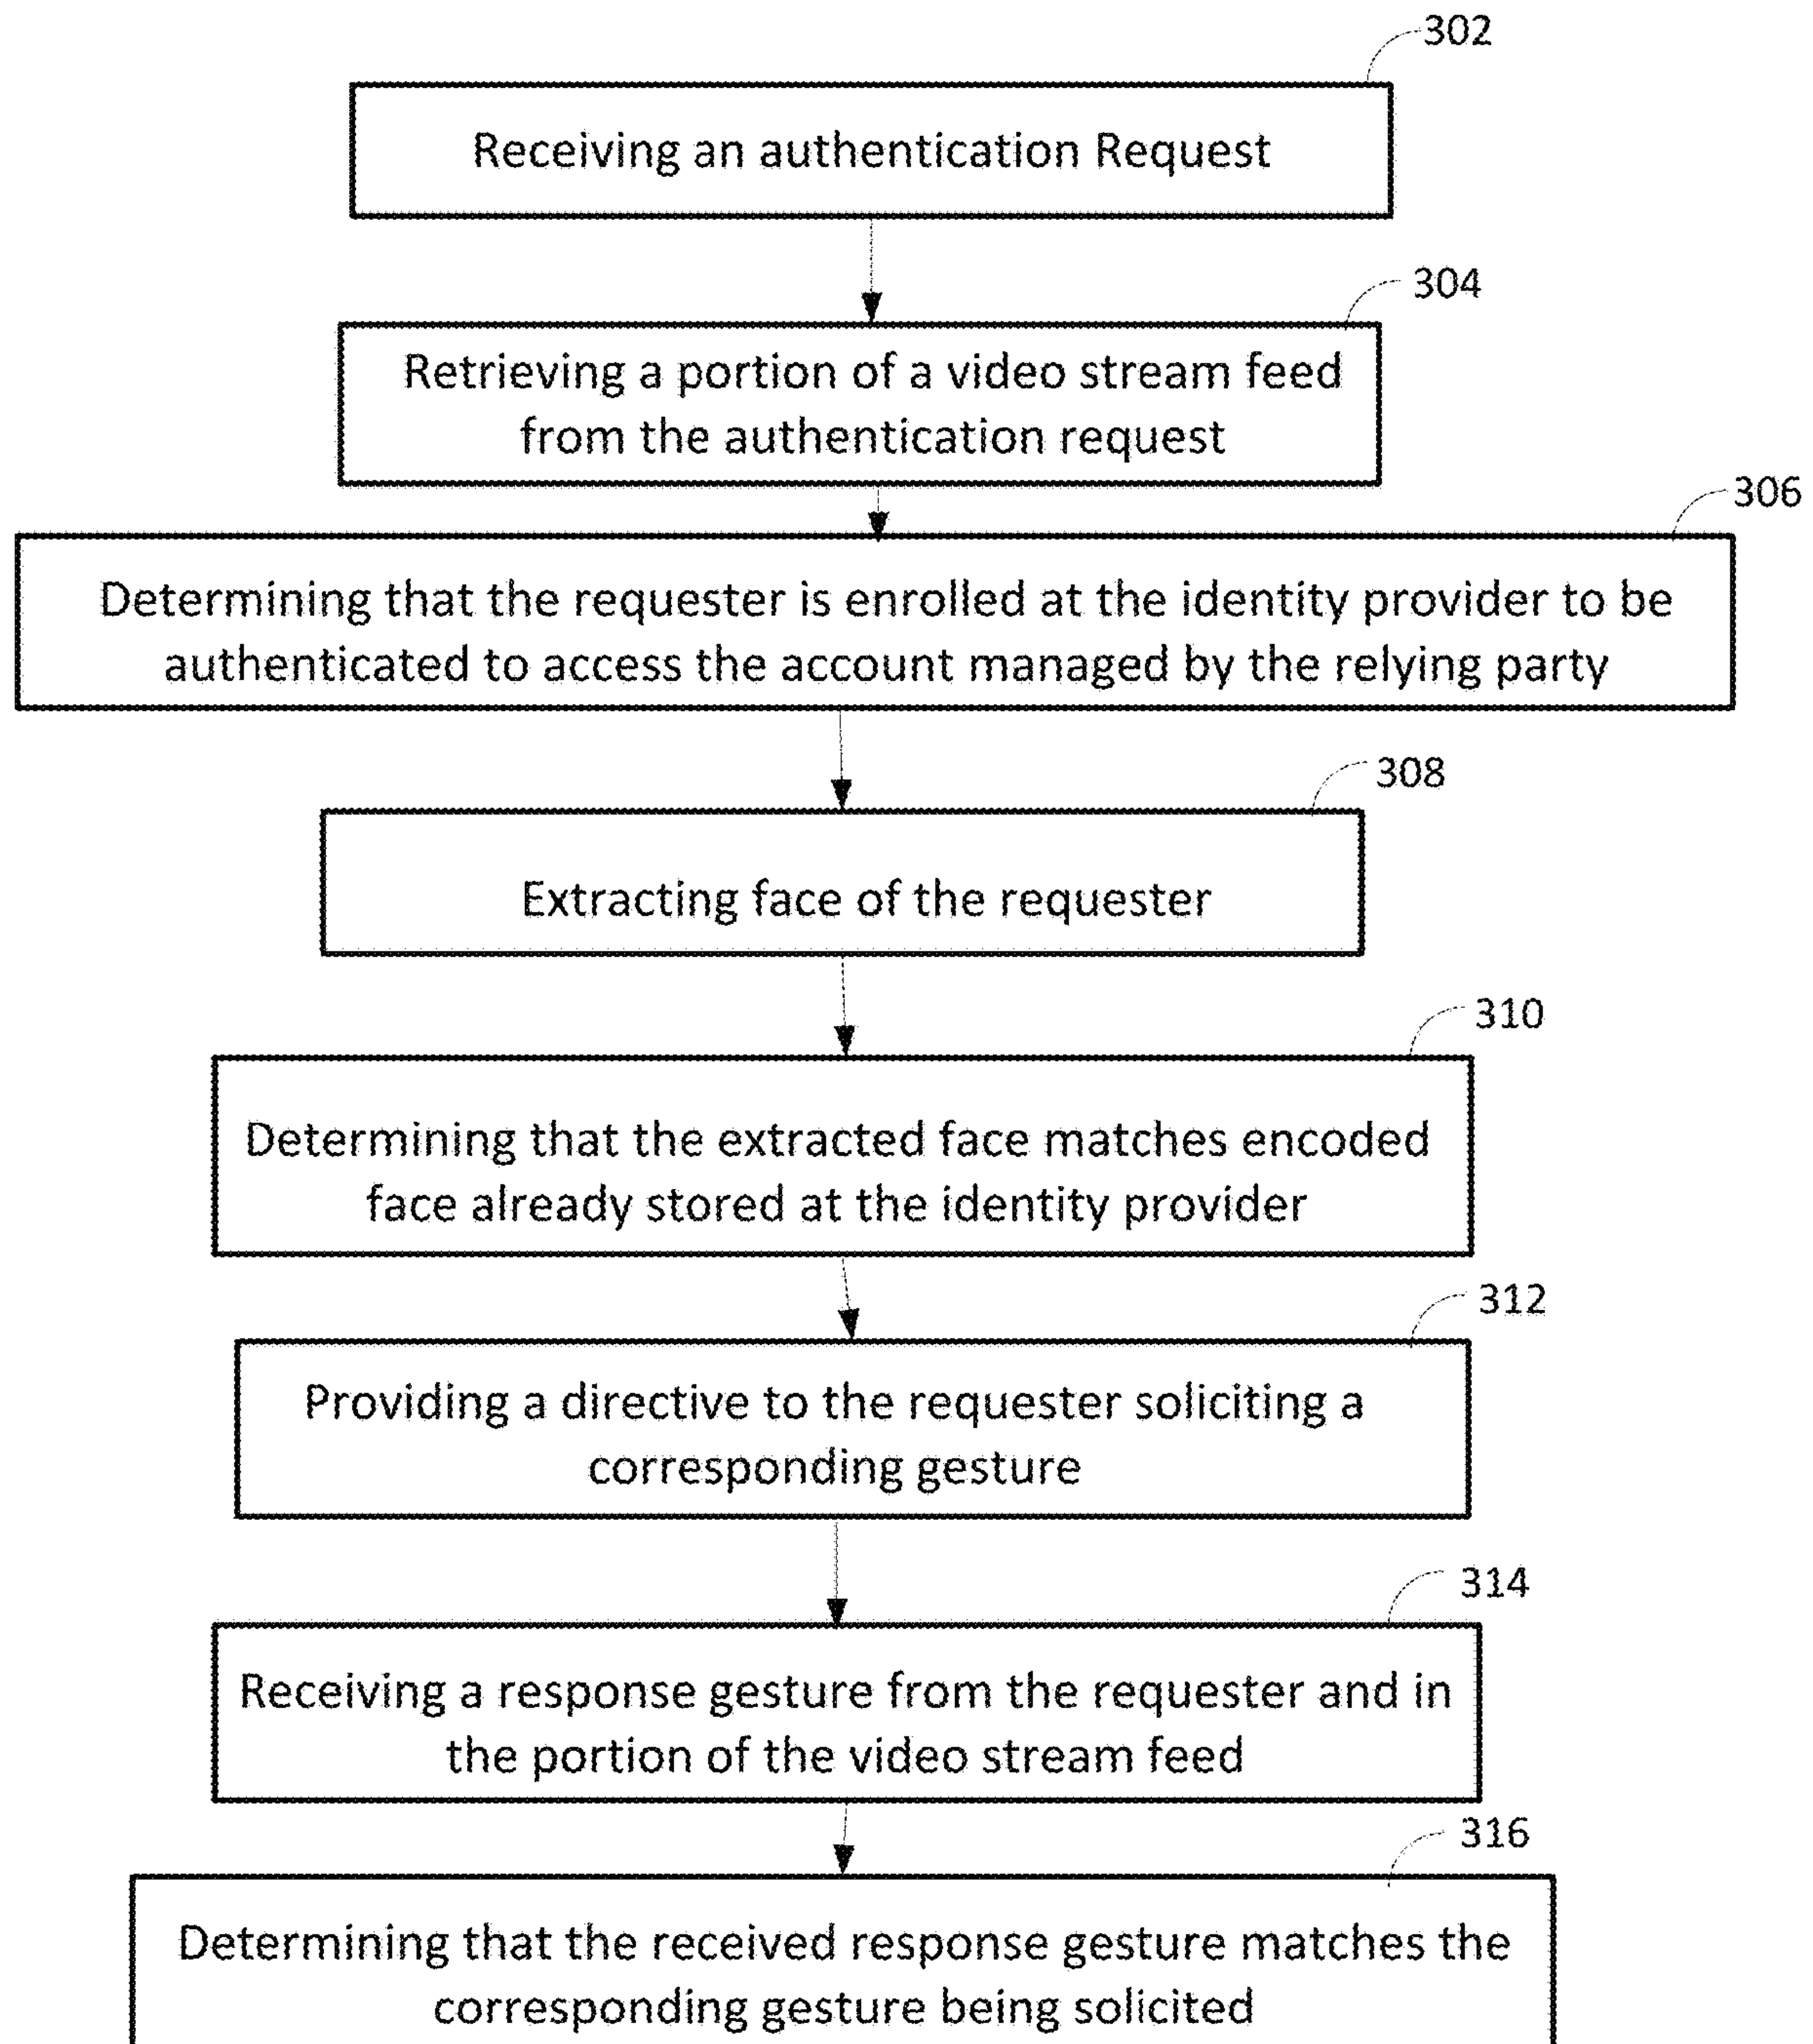 302
Receiving an authentication Request
304
Retrieving a portion of a video stream feed
from the authentication request
306
Determining that the requester is enrolled at the identity provider to be
authenticated to access the account managed by the relying party
308
Extracting face of the requester
310
Determining that the extracted face matches encoded
face already stored at the identity provider
312
Providing a directive to the requester soliciting a
corresponding gesture
314
Receiving a response gesture from the requester and in
the portion of the video stream feed
316
Determining that the received response gesture matches the
corresponding gesture being solicited